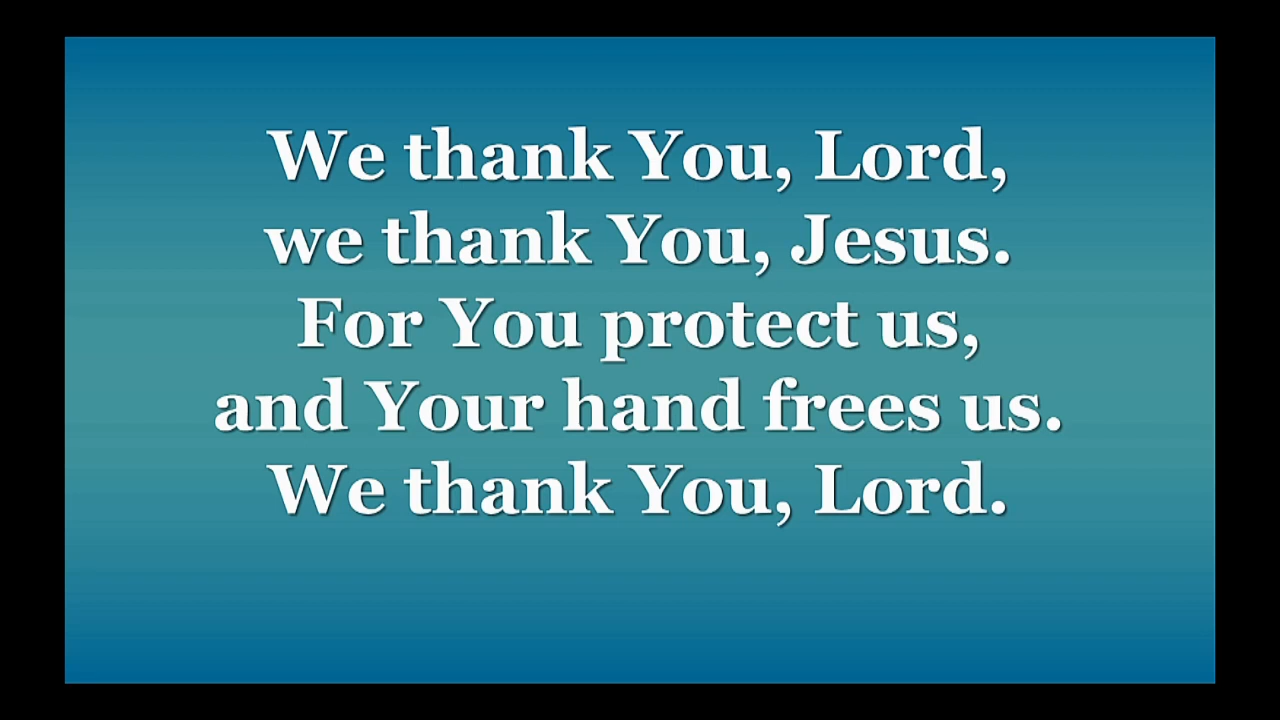 We thank You, Lord,
we thank You, Jesus.
For You protect us,
and Your hand frees us.
We thank You, Lord.